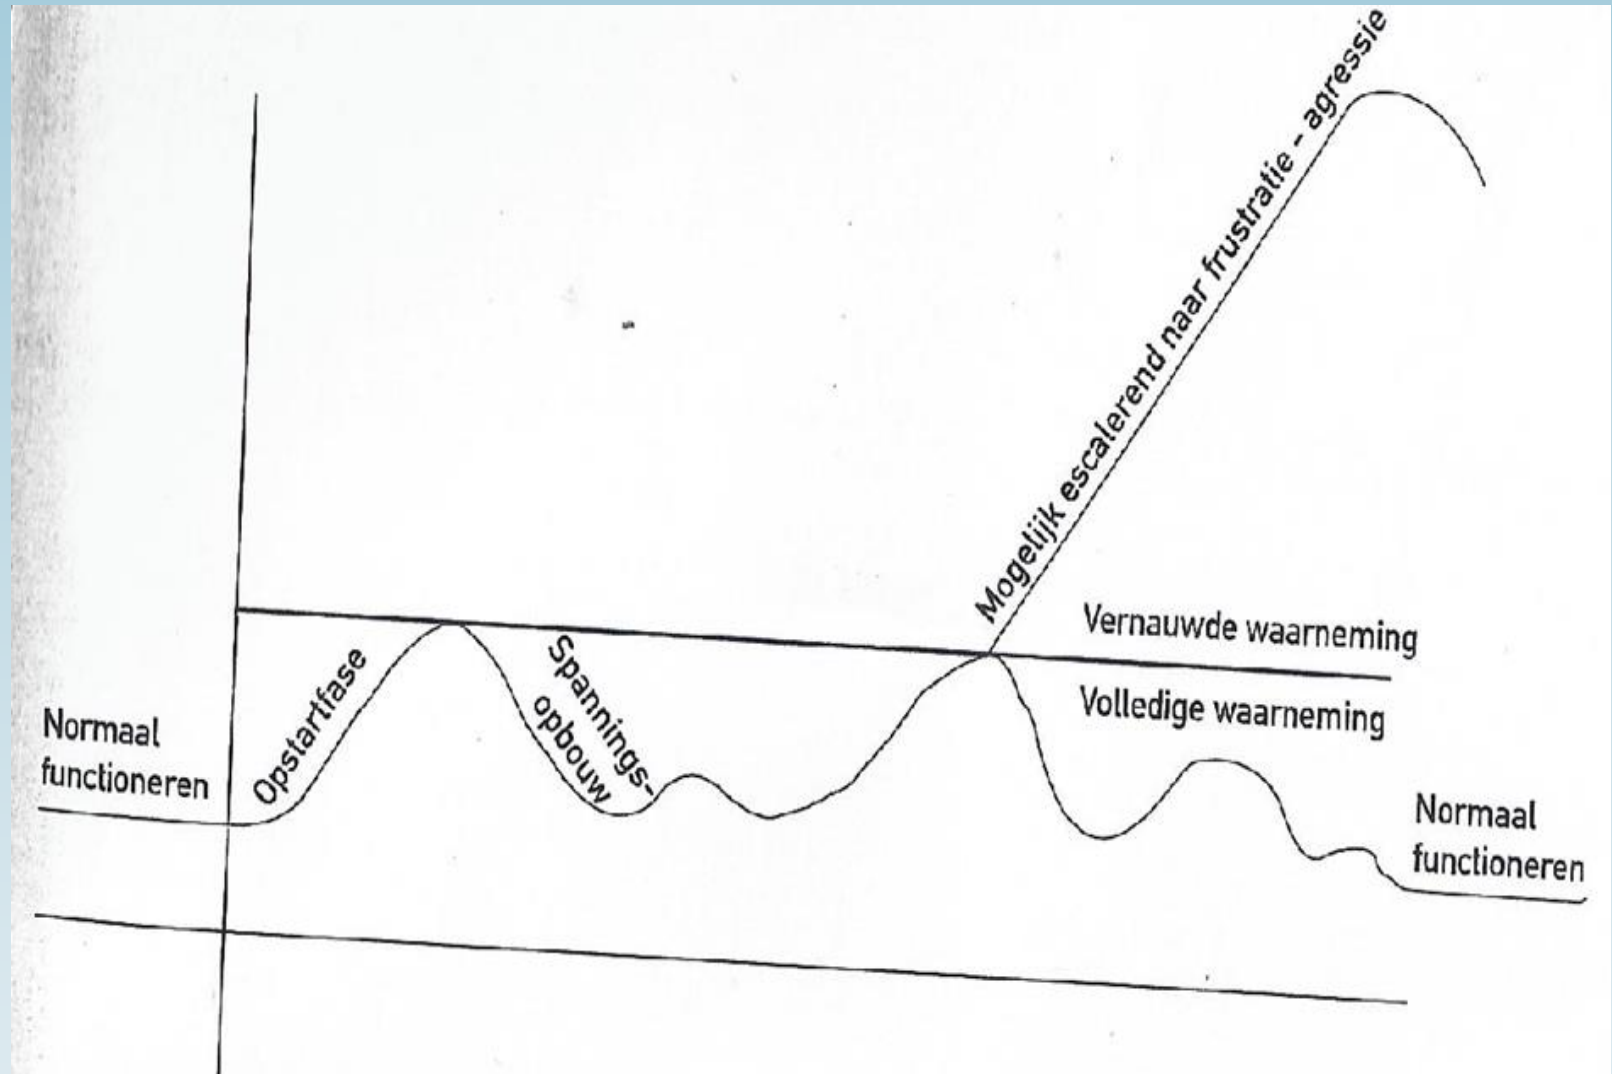 Normaal
functioneren
Opstartfase
Spannings-
opbouw
Mogelijk escalerend naar frustratie - agressie
Vernauwde waarneming
Volledige waarneming
Normaal
functioneren